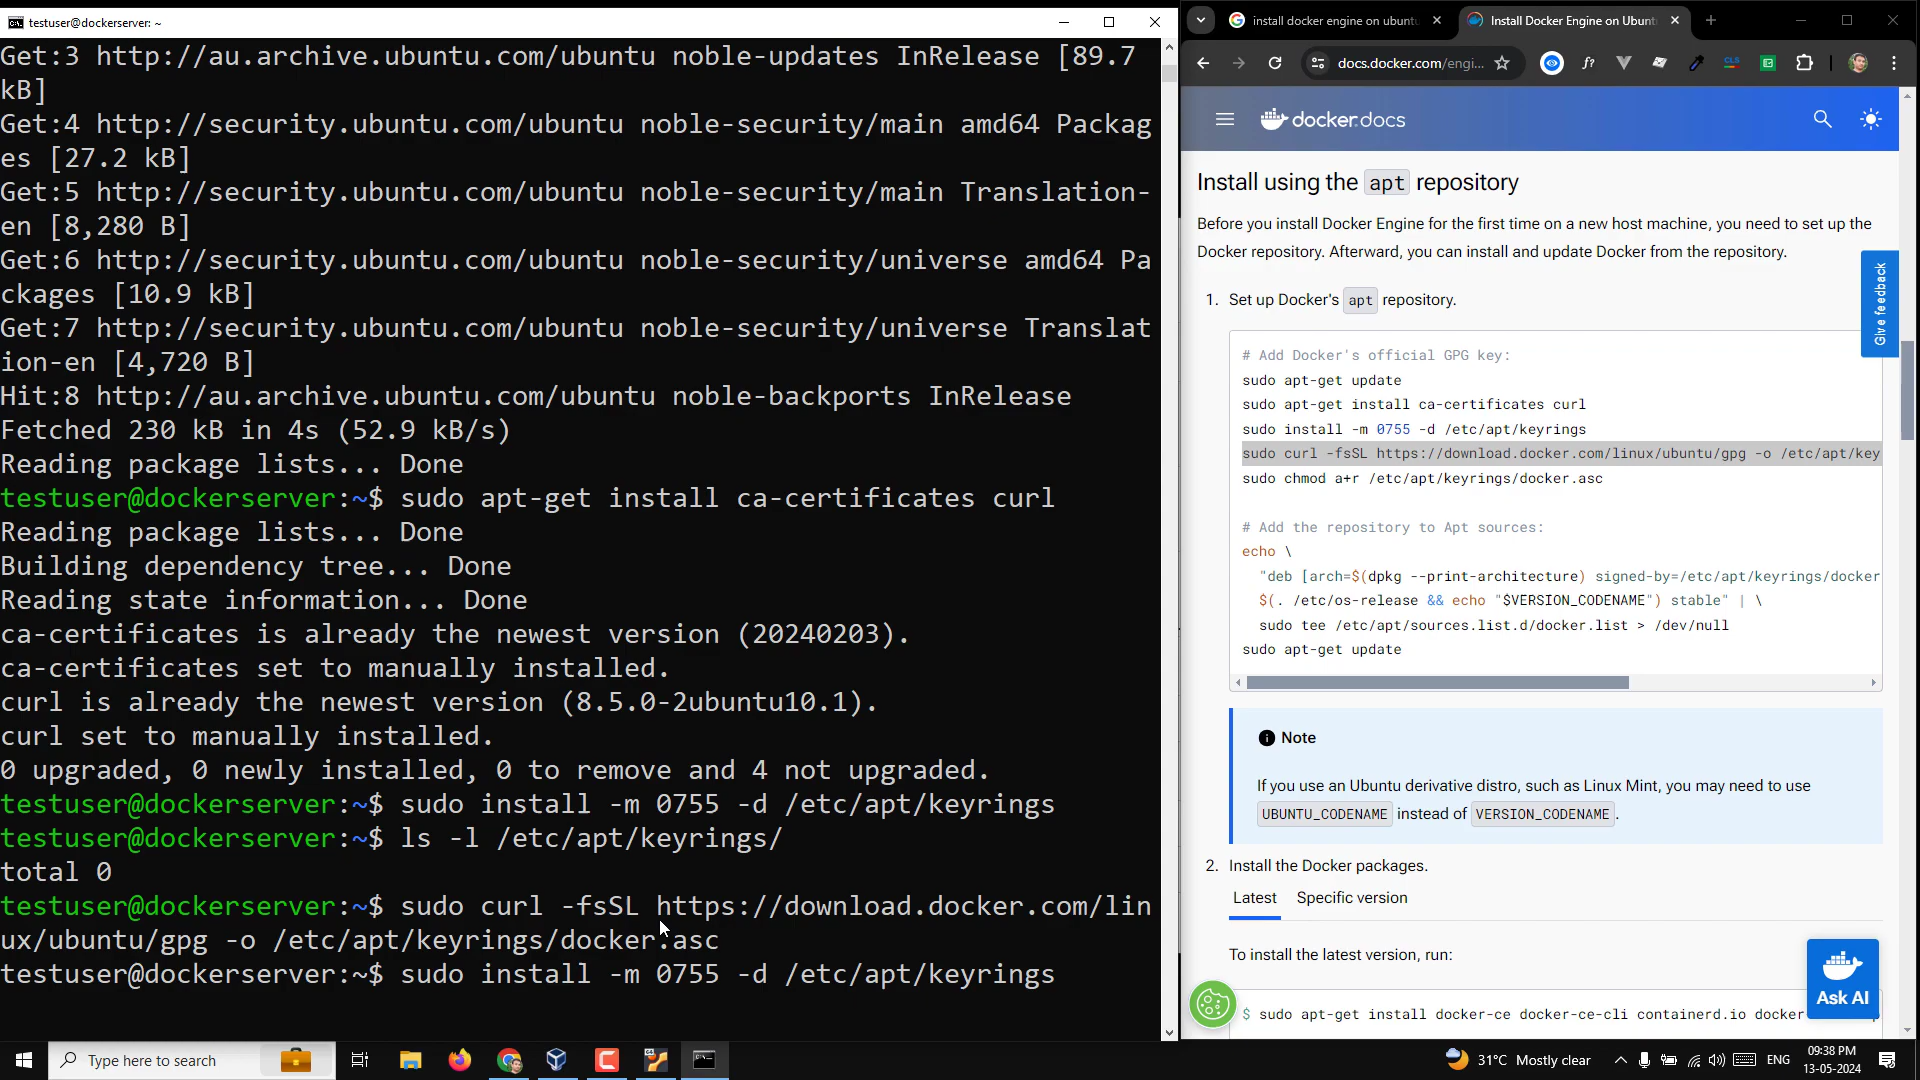 testuser@dockerserver: ~
Get:3 http://au.archive.ubuntu.com/ubuntu noble-updates InRelease [89.7
kB]
Get:4 http://security.ubuntu.com/ubuntu noble-security/main amd64 Packag
es [27.2 kB]
Get:5 http://security.ubuntu.com/ubuntu noble-security/main Translation-
en [8,280 B]
Get:6 http://security.ubuntu.com/ubuntu noble-security/universe amd64 Pa
ckages [10.9 kB]
Get:7 http://security.ubuntu.com/ubuntu noble-security/universe Translat
ion-en [4,720 B]
Hit:8 http://au.archive.ubuntu.com/ubuntu noble-backports InRelease
Fetched 230 kB in 4s (52.9 kB/s)
Reading package lists... Done
testuser@dockerserver:~$ sudo apt-get install ca-certificates curl
Reading package lists... Done
Building dependency tree... Done
Reading state information... Done
ca-certificates is already the newest version (20240203).
ca-certificates set to manually installed.
curl is already the newest version (8.5.0-2ubuntu10.1).
curl set to manually installed.
0 upgraded, 0 newly installed, 0 to remove and 4 not upgraded.
testuser@dockerserver:~$ sudo install -m 0755 -d /etc/apt/keyrings
testuser@dockerserver:~$ ls -l /etc/apt/keyrings/
total 0
testuser@dockerserver:~$ sudo curl -fsSL https://download.docker.com/lin
ux/ubuntu/gpg -o /etc/apt/keyrings/docker.asc
testuser@dockerserver:~$ sudo install -m 0755 -d /etc/apt/keyrings
install docker engine on ubuntu
Install Docker Engine on Ubunt
docs.docker.com/engi...
f?
CLS
docker.docs
Install using the apt repository
Before you install Docker Engine for the first time on a new host machine, you need to set up the
Docker repository. Afterward, you can install and update Docker from the repository.
Give feedback
1. Set up Docker's apt repository.
# Add Docker's official GPG key:
sudo apt-get update
sudo apt-get install ca-certificates curl
sudo install -m 0755 -d /etc/apt/keyrings
sudo curl -fsSL https://download.docker.com/linux/ubuntu/gpg -o /etc/apt/key
sudo chmod a+r /etc/apt/keyrings/docker.asc
# Add the repository to Apt sources:
echo \
"deb [arch=$(dpkg --print-architecture) signed-by=/etc/apt/keyrings/docker
$(. /etc/os-release && echo "$VERSION_CODENAME") stable" | \
sudo tee /etc/apt/sources.list.d/docker.list > /dev/null
sudo apt-get update
Note
If you use an Ubuntu derivative distro, such as Linux Mint, you may need to use
UBUNTU_CODENAME instead of VERSION_CODENAME.
2. Install the Docker packages.
Latest Specific version
To install the latest version, run:
Ask AI
$ sudo apt-get install docker-ce docker-ce-cli containerd.io docker
Type here to search
31°C Mostly clear
ENG
09:38 PM
13-05-2024